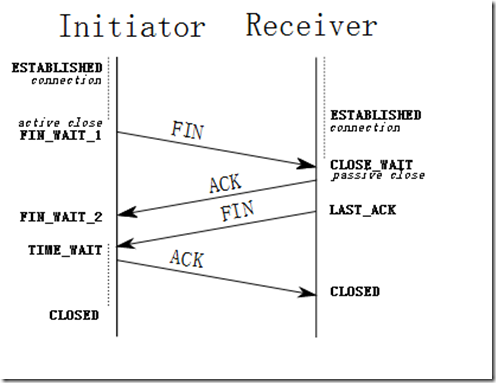 Initiator Receiver
ESTABLISHED
connection
active close
FIN_WAIT_1
FIN
ESTABLISHED
connection
CLOSE_WAIT
passive close
ACK
FIN_WAIT_2
FIN
LAST_ACK
TIME_WAIT
ACK
CLOSED
CLOSED